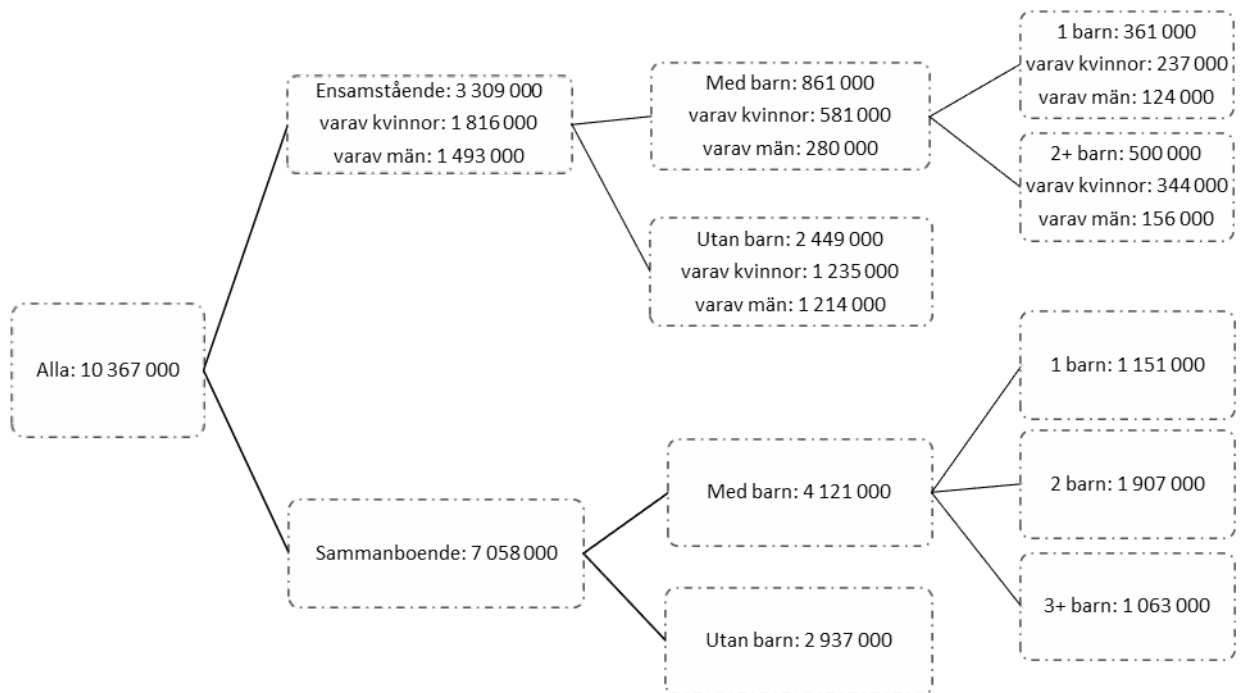 Alla: 10 367 000
Ensamstående: 3 309 000
varav kvinnor: 1 816 000
varav män: 1 493 000
Med barn: 861 000
varav kvinnor: 581 000
varav män: 280 000
1 barn: 361 000
varav kvinnor: 237 000
varav män: 124 000
2+ barn: 500 000
varav kvinnor: 344 000
varav män: 156 000
Utan barn: 2 449 000
varav kvinnor: 1 235 000
varav män: 1 214 000
Sammanboende: 7 058 000
Med barn: 4 121 000
1 barn: 1 151 000
2 barn: 1 907 000
3+ barn: 1 063 000
Utan barn: 2 937 000